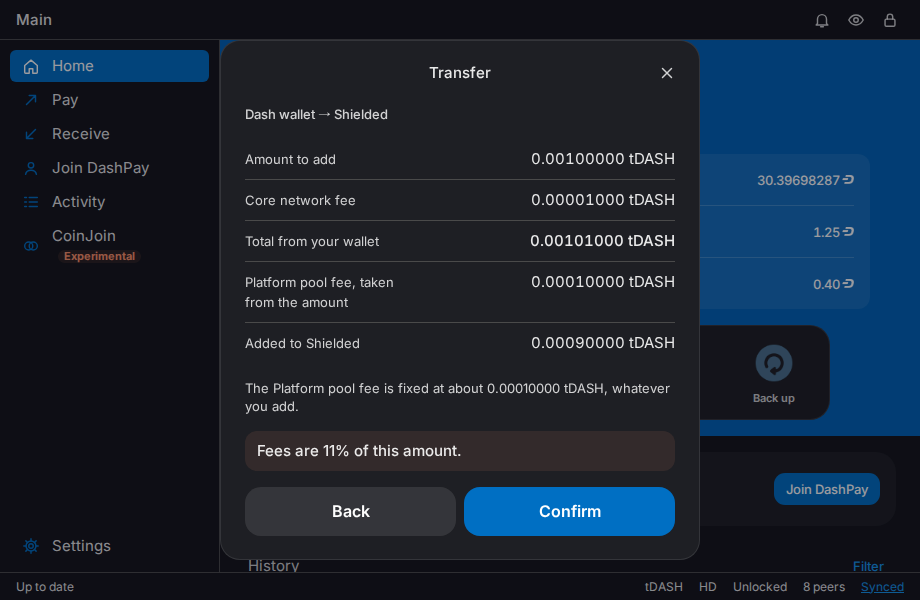 Main
Home
Pay
Receive
Join DashPay
Activity
CoinJoin
Experimental
Settings
Transfer
Dash wallet → Shielded
Amount to add 0.00100000 tDASH
Core network fee 0.00001000 tDASH
Total from your wallet 0.00101000 tDASH
Platform pool fee, taken 0.00010000 tDASH
from the amount
Added to Shielded 0.00090000 tDASH
The Platform pool fee is fixed at about 0.00010000 tDASH, whatever
you add.
Fees are 11% of this amount.
Back Confirm
30.39698287
1.25
0.40
Back up
Join DashPay
History Filter
Up to date tDASH HD Unlocked 8 peers Synced